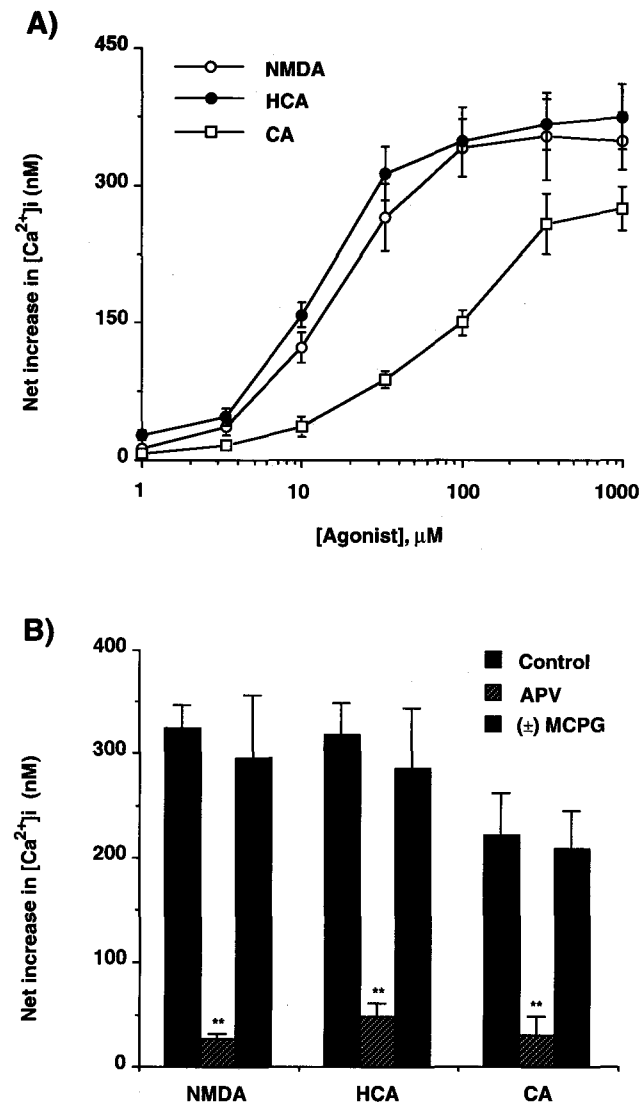 A)
450
300
150
0
Net increase in [Ca2+]i (nM)
NMDA
HCA
CA
1 10 100 1000
[Agonist], μM
B)
400
300
200
100
0
Net increase in [Ca2+]i (nM)
Control
APV
(±) MCPG
** ** **
NMDA HCA CA